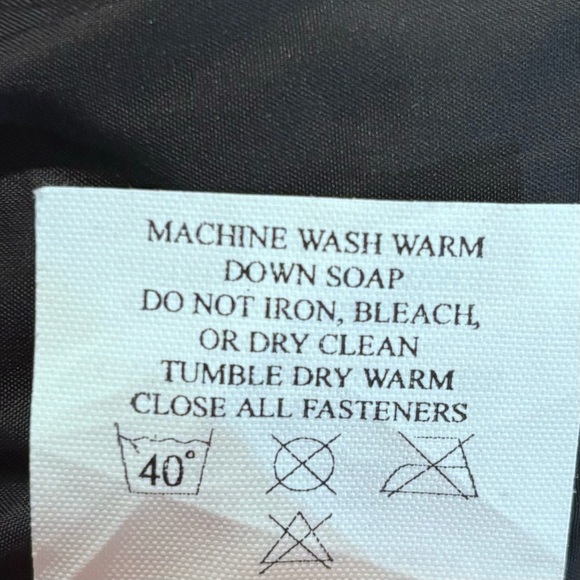 MACHINE WASH WARM
DOWN SOAP
DO NOT IRON, BLEACH,
OR DRY CLEAN
TUMBLE DRY WARM
CLOSE ALL FASTENERS
40°